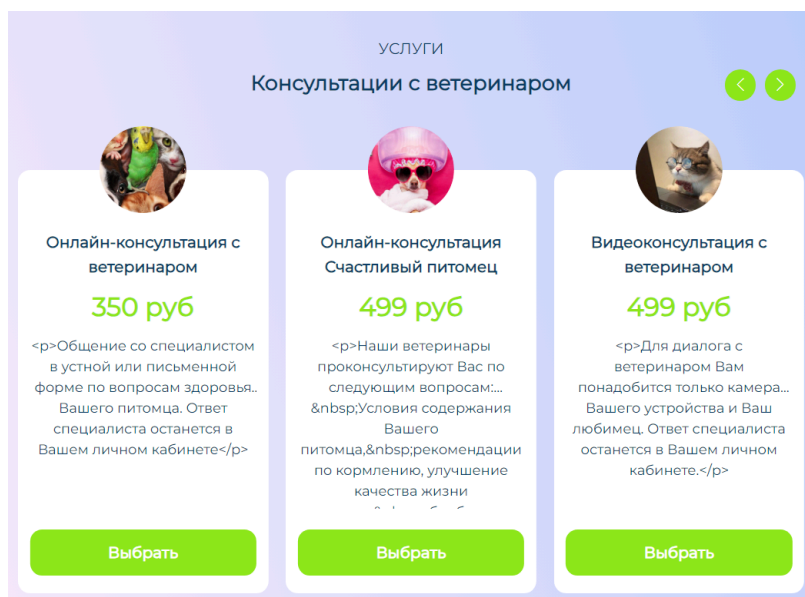 УСЛУГИ
Консультации с ветеринаром
Онлайн-консультация с
ветеринаром
350 руб
<p>Общение со специалистом
в устной или письменной
форме по вопросам здоровья..
Вашего питомца. Ответ
специалиста останется в
Вашем личном кабинете</p>
Выбрать
Онлайн-консультация
Счастливый питомец
499 руб
<p>Наши ветеринары
проконсультируют Вас по
следующим вопросам:...
&nbsp;Условия содержания
Вашего
питомца,&nbsp;рекомендации
по кормлению, улучшение
качества жизни
Выбрать
Видеоконсультация с
ветеринаром
499 руб
<p>Для диалога с
ветеринаром Вам
понадобится только камера...
Вашего устройства и Ваш
любимец. Ответ специалиста
останется в Вашем личном
кабинете.</p>
Выбрать